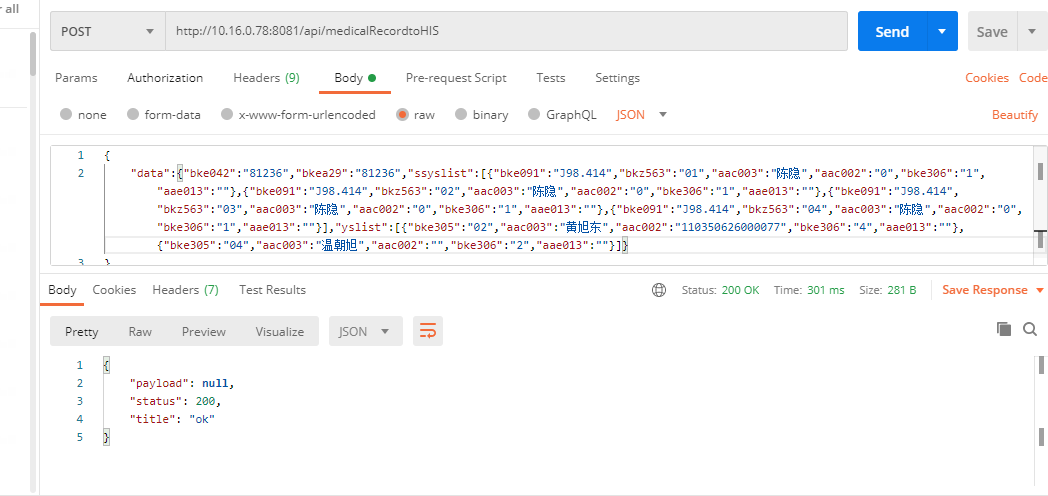 r all
POST http://10.16.0.78:8081/api/medicalRecordtoHIS Send Save
Params Authorization Headers (9) Body Pre-request Script Tests Settings Cookies Code
none form-data x-www-form-urlencoded raw binary GraphQL JSON Beautify
1 {
2 "data":{"bke042":"81236","bkea29":"81236","ssyslist":[{"bke091":"J98.414","bkz563":"01","aac003":"陈隐","aac002":"0","bke306":"1",
"aae013":""},{"bke091":"J98.414","bkz563":"02","aac003":"陈隐","aac002":"0","bke306":"1","aae013":""},{"bke091":"J98.414",
"bkz563":"03","aac003":"陈隐","aac002":"0","bke306":"1","aae013":""},{"bke091":"J98.414","bkz563":"04","aac003":"陈隐","aac002":"0",
"bke306":"1","aae013":""}],"yslist":[{"bke305":"02","aac003":"黄旭东","aac002":"110350626000077","bke306":"4","aae013":""},
{"bke305":"04","aac003":"温朝旭","aac002":"","bke306":"2","aae013":""}]}
3 }
Body Cookies Headers (7) Test Results Status: 200 OK Time: 301 ms Size: 281 B Save Response
Pretty Raw Preview Visualize JSON
1 {
2 "payload": null,
3 "status": 200,
4 "title": "ok"
5 }